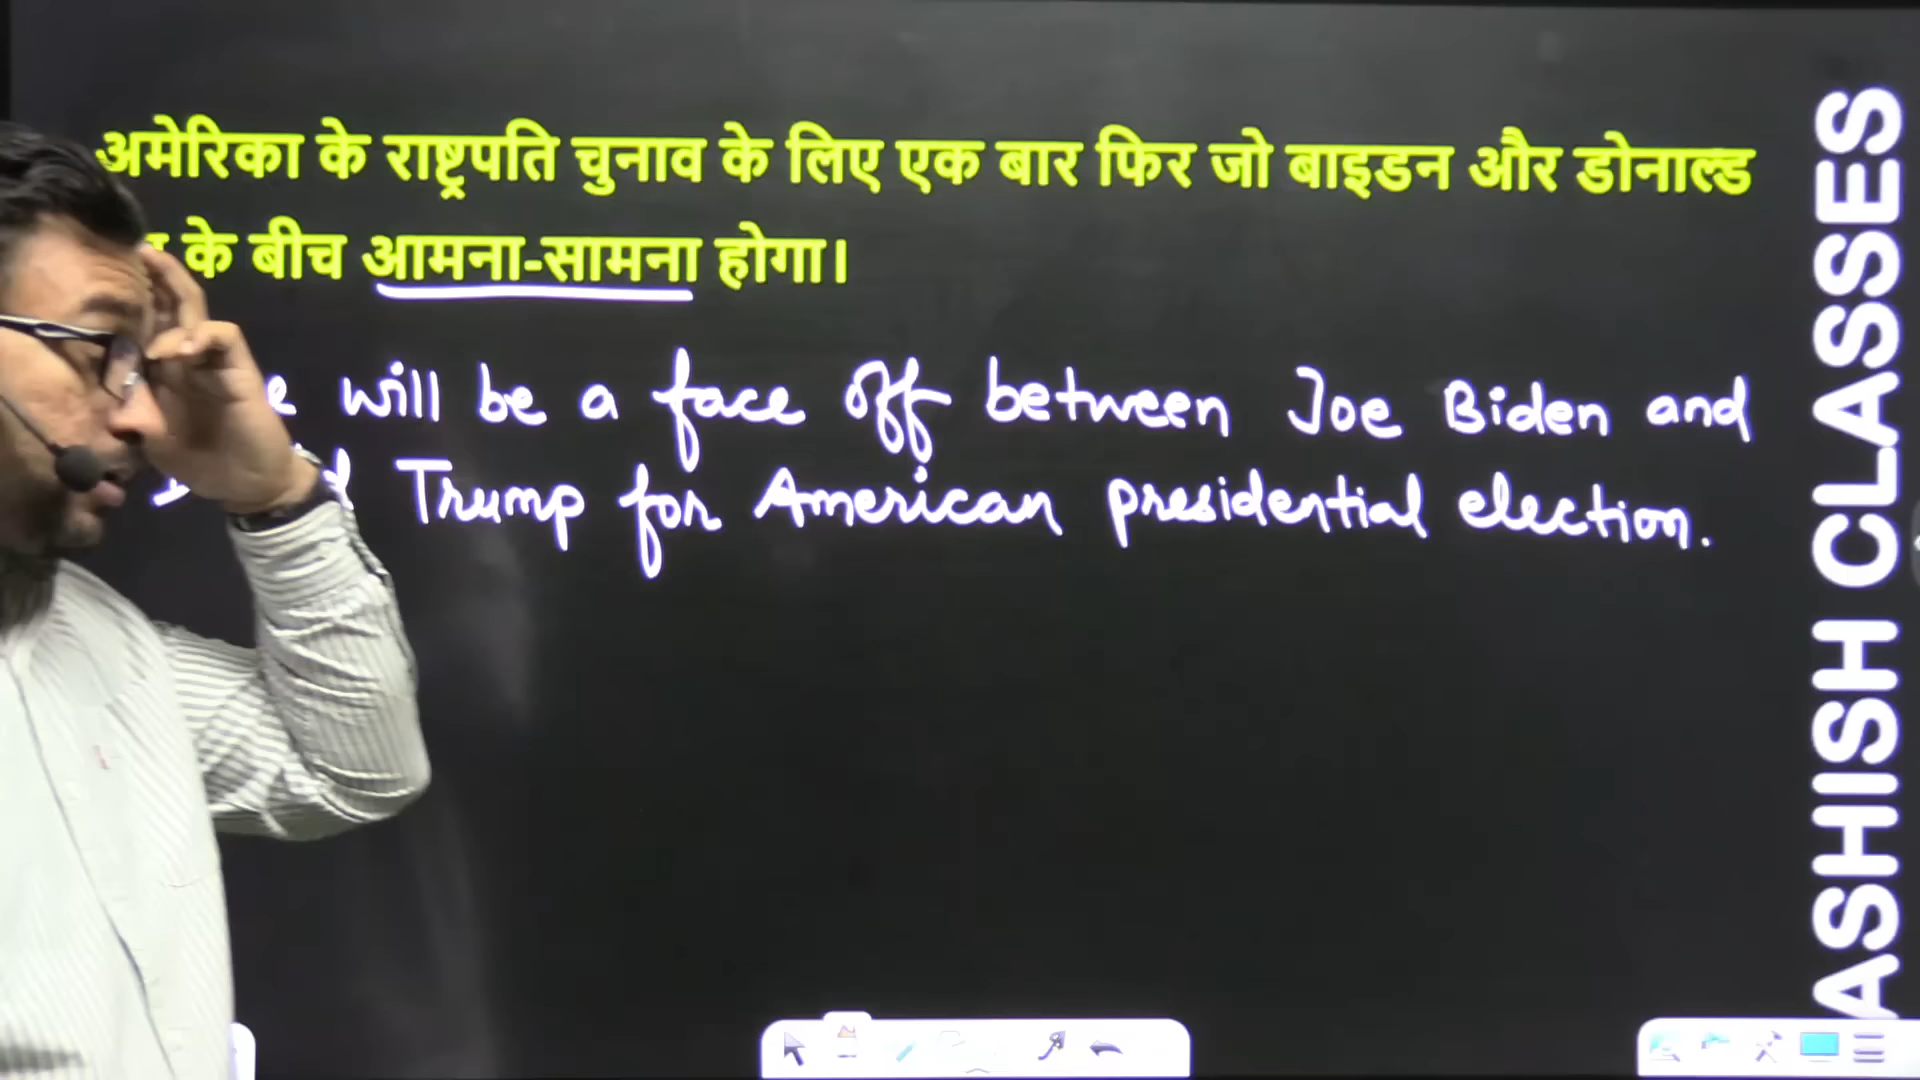 अमेरिका के राष्ट्रपति चुनाव के लिए एक बार फिर जो बाइडन और डोनाल्ड
के बीच आमना-सामना होगा।
will be a face off between Joe Biden and
Trump for American presidential election.
ASHISH CLASSES